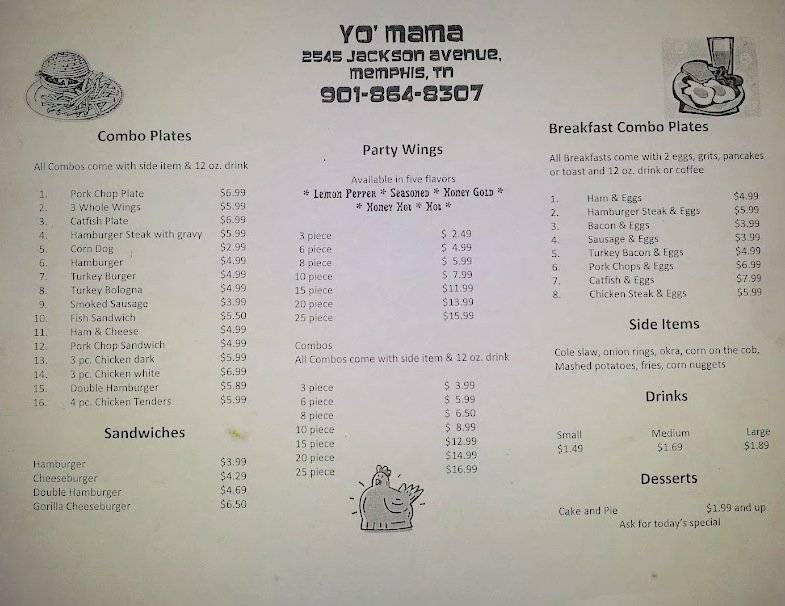 Yo' mama
2545 Jackson Avenue,
Memphis, TN
901-864-8307
Combo Plates
All Combos come with side item & 12 oz. drink
1. Pork Chop Plate $6.99
2. 3 Whole Wings $5.99
3. Catfish Plate $6.99
4. Hamburger Steak with gravy $5.99
5. Corn Dog $2.99
6. Hamburger $4.99
7. Turkey Burger $4.99
8. Turkey Bologna $4.99
9. Smoked Sausage $3.99
10. Fish Sandwich $5.50
11. Ham & Cheese $4.99
12. Pork Chop Sandwich $4.99
13. 3 pc. Chicken dark $5.99
14. 3 pc. Chicken white $6.99
15. Double Hamburger $5.89
16. 4 pc. Chicken Tenders $5.99
Sandwiches
Hamburger $3.99
Cheeseburger $4.29
Double Hamburger $4.69
Gorilla Cheeseburger $6.50
Party Wings
Available in five flavors
* Lemon Pepper * Seasoned * Honey Gold *
* Honey Hot * Hot *
3 piece $ 2.49
6 piece $ 4.99
8 piece $ 5.99
10 piece $ 7.99
15 piece $11.99
20 piece $13.99
25 piece $15.99
Combos
All Combos come with side item & 12 oz. drink
3 piece $ 3.99
6 piece $ 5.99
8 piece $ 6.50
10 piece $ 8.99
15 piece $12.99
20 piece $14.99
25 piece $16.99
Breakfast Combo Plates
All Breakfasts come with 2 eggs, grits, pancakes
or toast and 12 oz. drink or coffee
1. Ham & Eggs $4.99
2. Hamburger Steak & Eggs $5.99
3. Bacon & Eggs $3.99
4. Sausage & Eggs $3.99
5. Turkey Bacon & Eggs $4.99
6. Pork Chops & Eggs $6.99
7. Catfish & Eggs $7.99
8. Chicken Steak & Eggs $5.99
Side Items
Cole slaw, onion rings, okra, corn on the cob,
Mashed potatoes, fries, corn nuggets
Drinks
Small Medium Large
$1.49 $1.69 $1.89
Desserts
Cake and Pie $1.99 and up
Ask for today's special